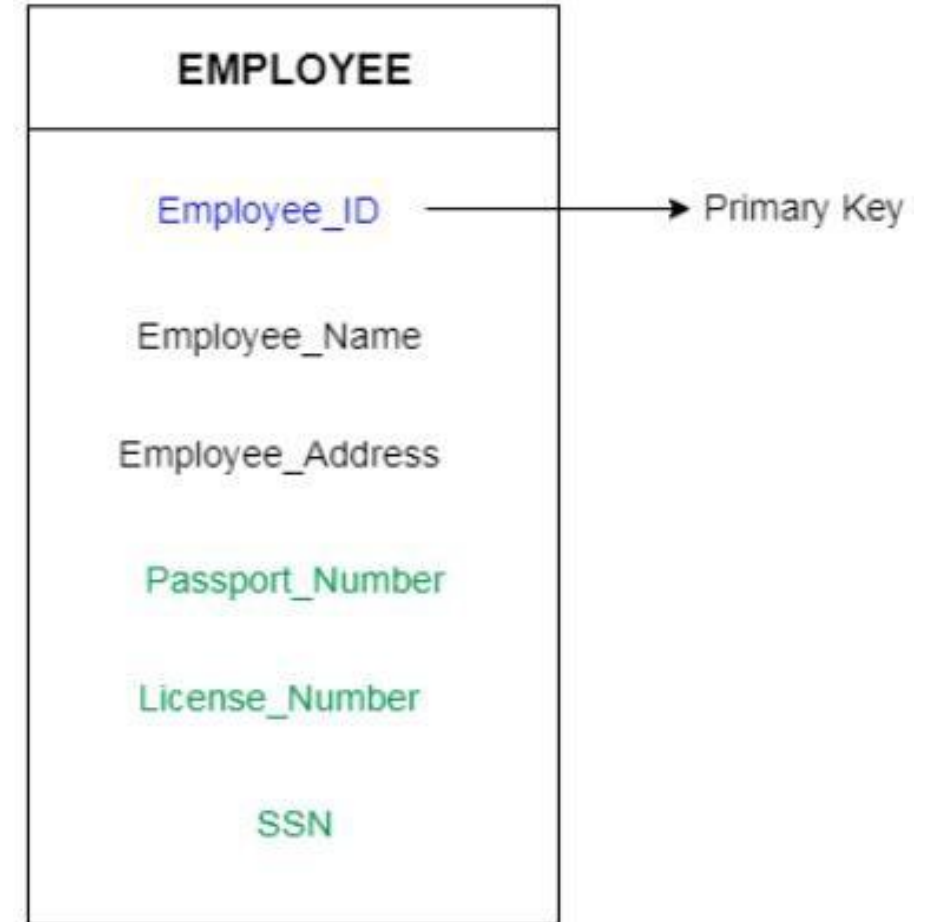 EMPLOYEE
Employee_ID
Primary Key
Employee_Name
Employee_Address
Passport_Number
License_Number
SSN